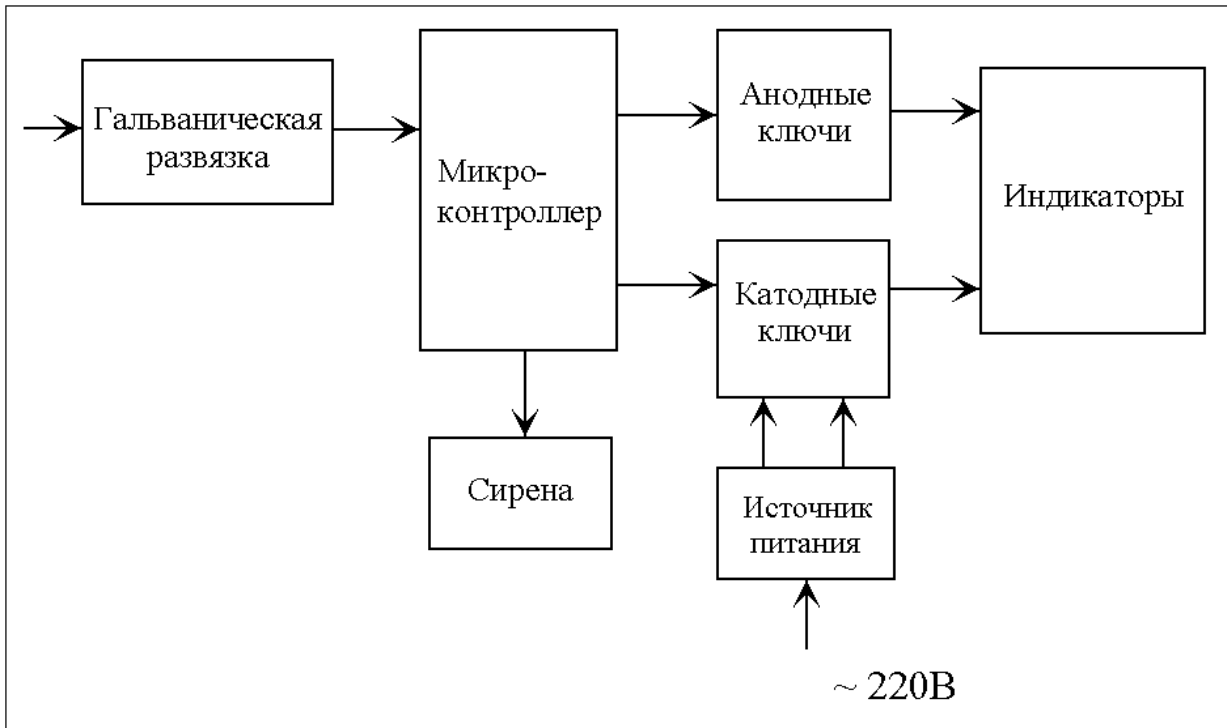 Гальваническая
развязка
Микро-
контроллер
Анодные
ключи
Индикаторы
Катодные
ключи
Сирена
Источник
питания
~ 220В